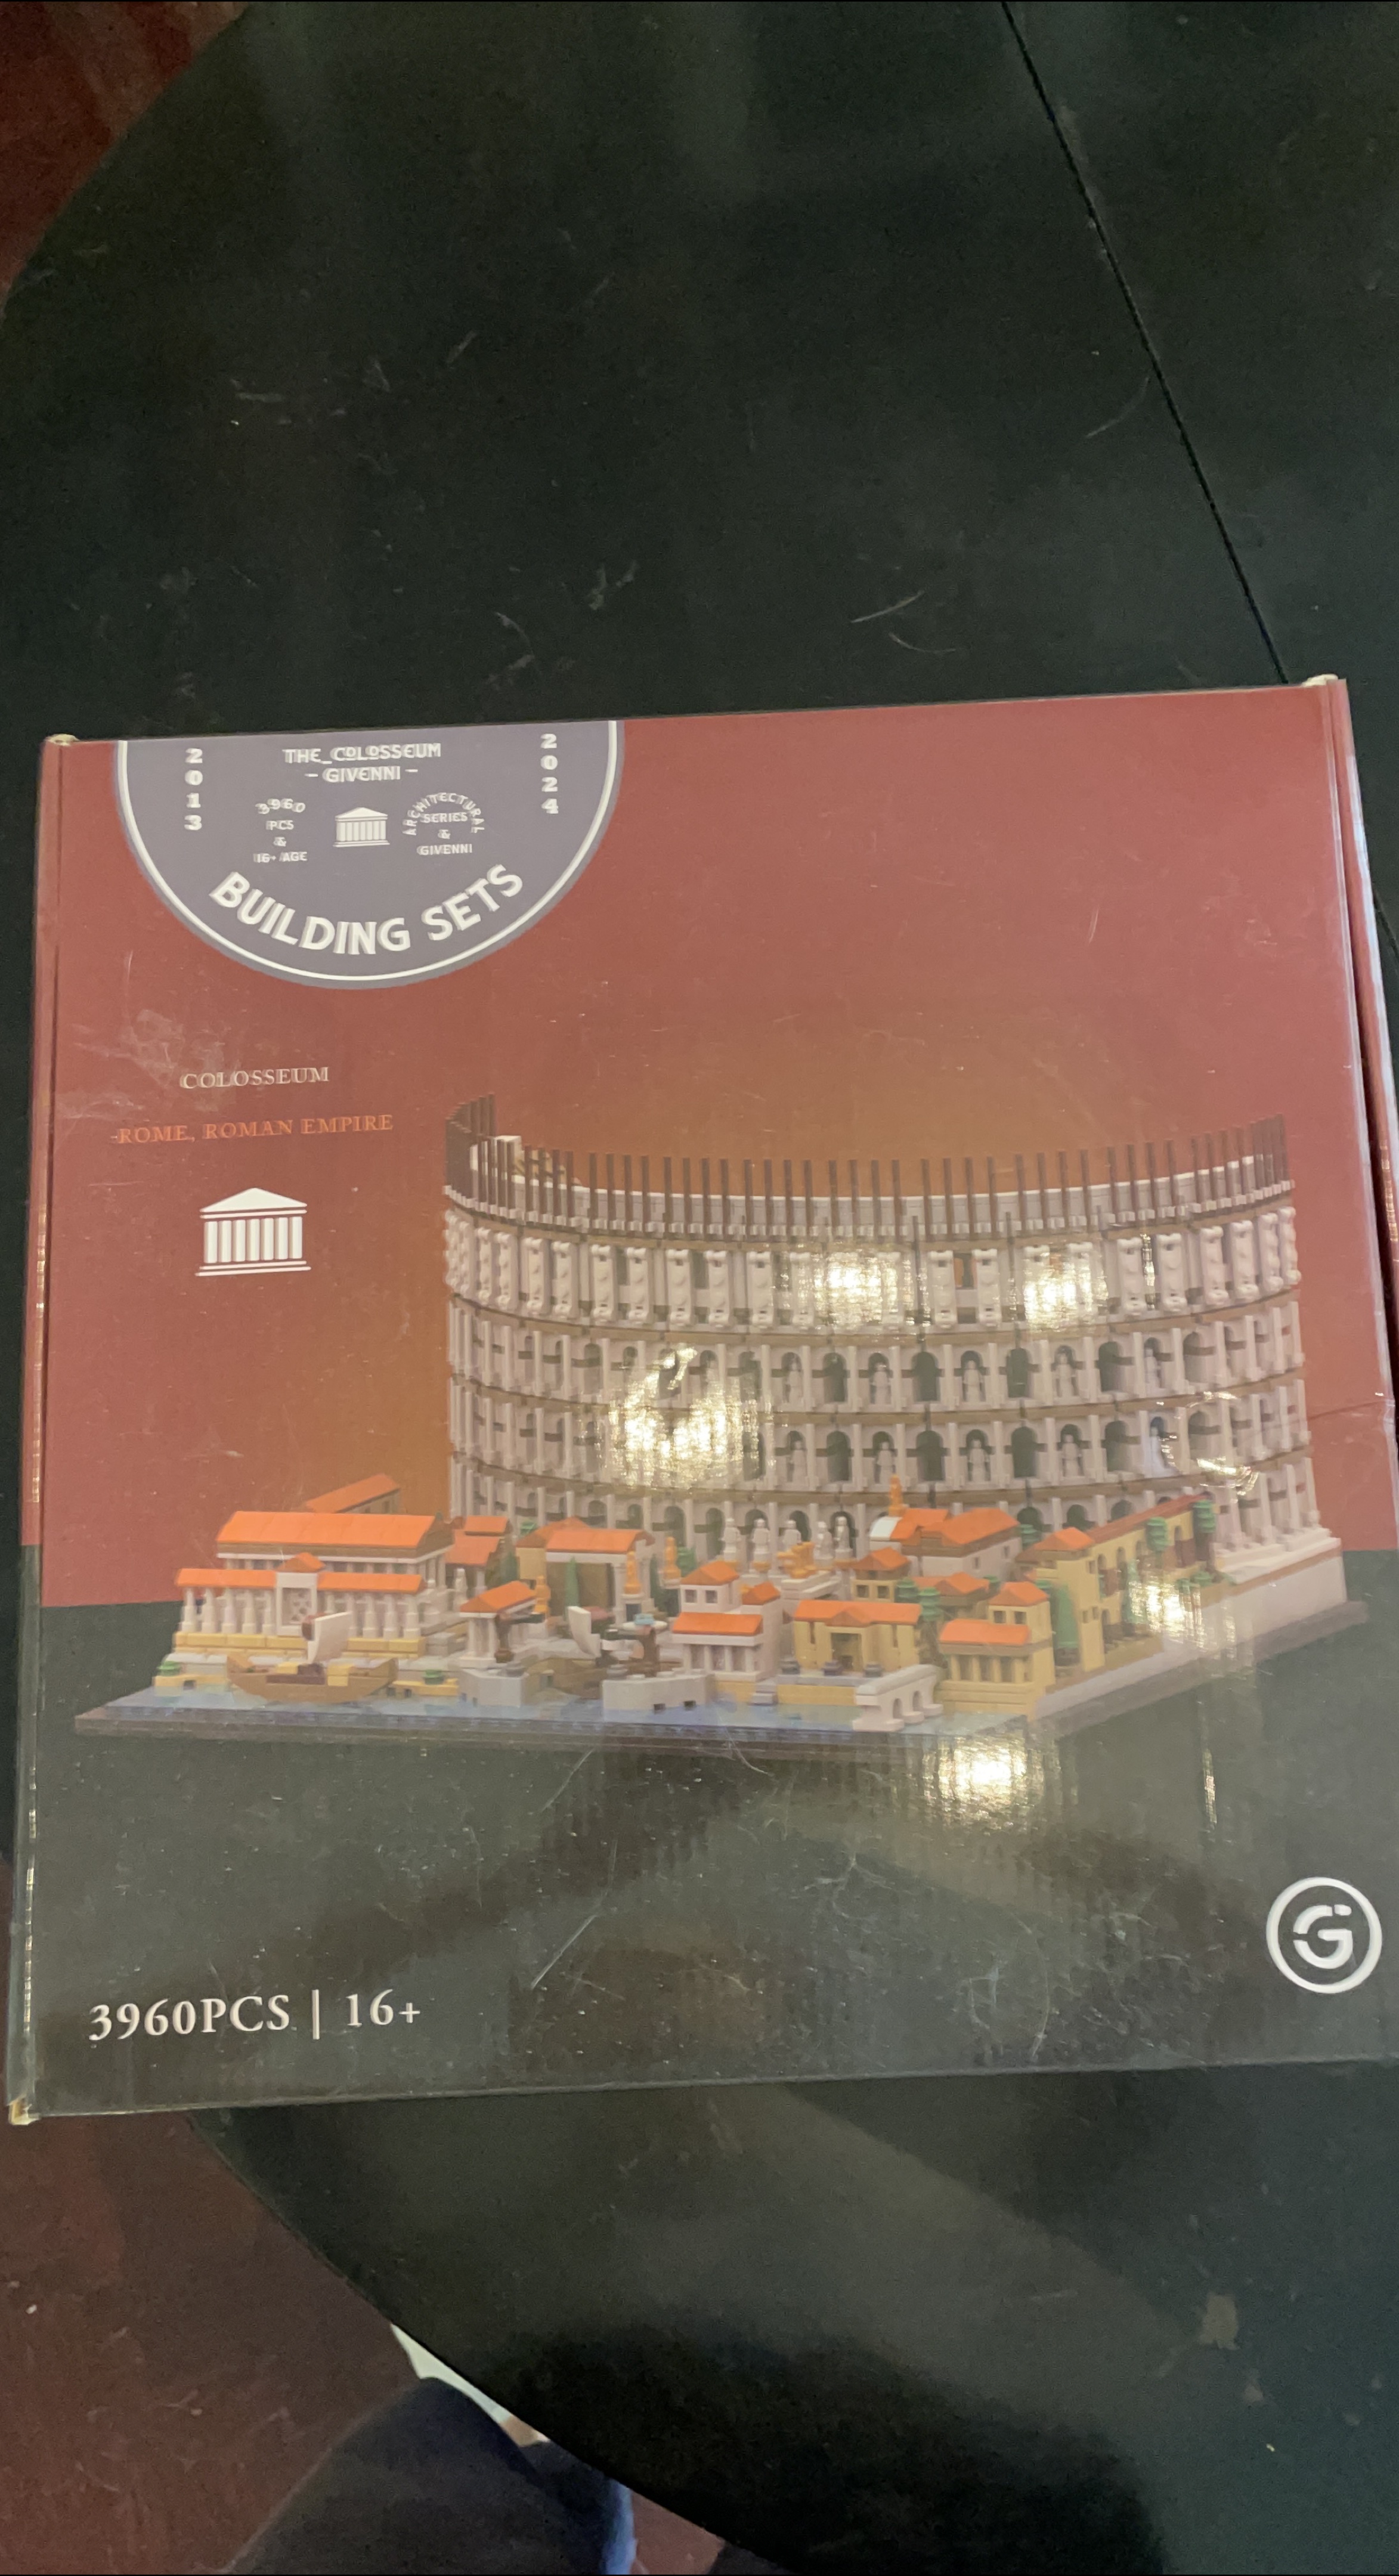 2013
THE_COLOSSEUM
- GIVENNI -
2024
3960
PCS
&
16+ AGE
ARCHITECTURAL
SERIES
&
GIVENNI
BUILDING SETS
COLOSSEUM
-ROME, ROMAN EMPIRE
G
3960PCS | 16+